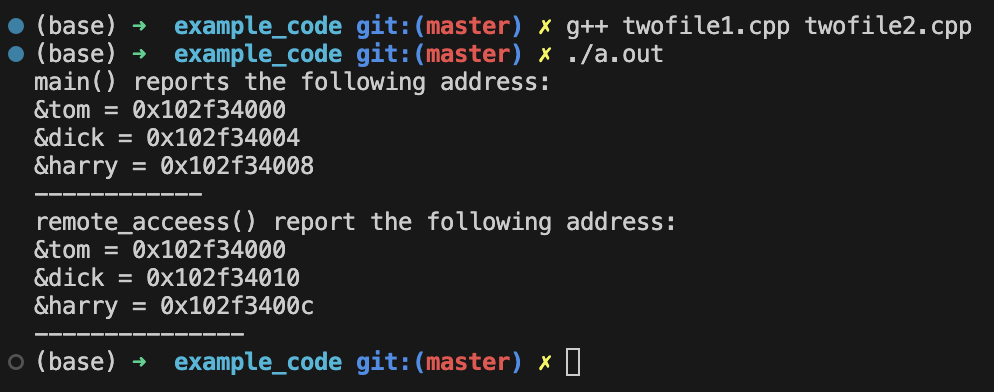 (base) ➜ example_code git:(master) ✗ g++ twofile1.cpp twofile2.cpp
(base) ➜ example_code git:(master) ✗ ./a.out
main() reports the following address:
&tom = 0x102f34000
&dick = 0x102f34004
&harry = 0x102f34008
------------
remote_acceess() report the following address:
&tom = 0x102f34000
&dick = 0x102f34010
&harry = 0x102f3400c
---------------
(base) ➜ example_code git:(master) ✗